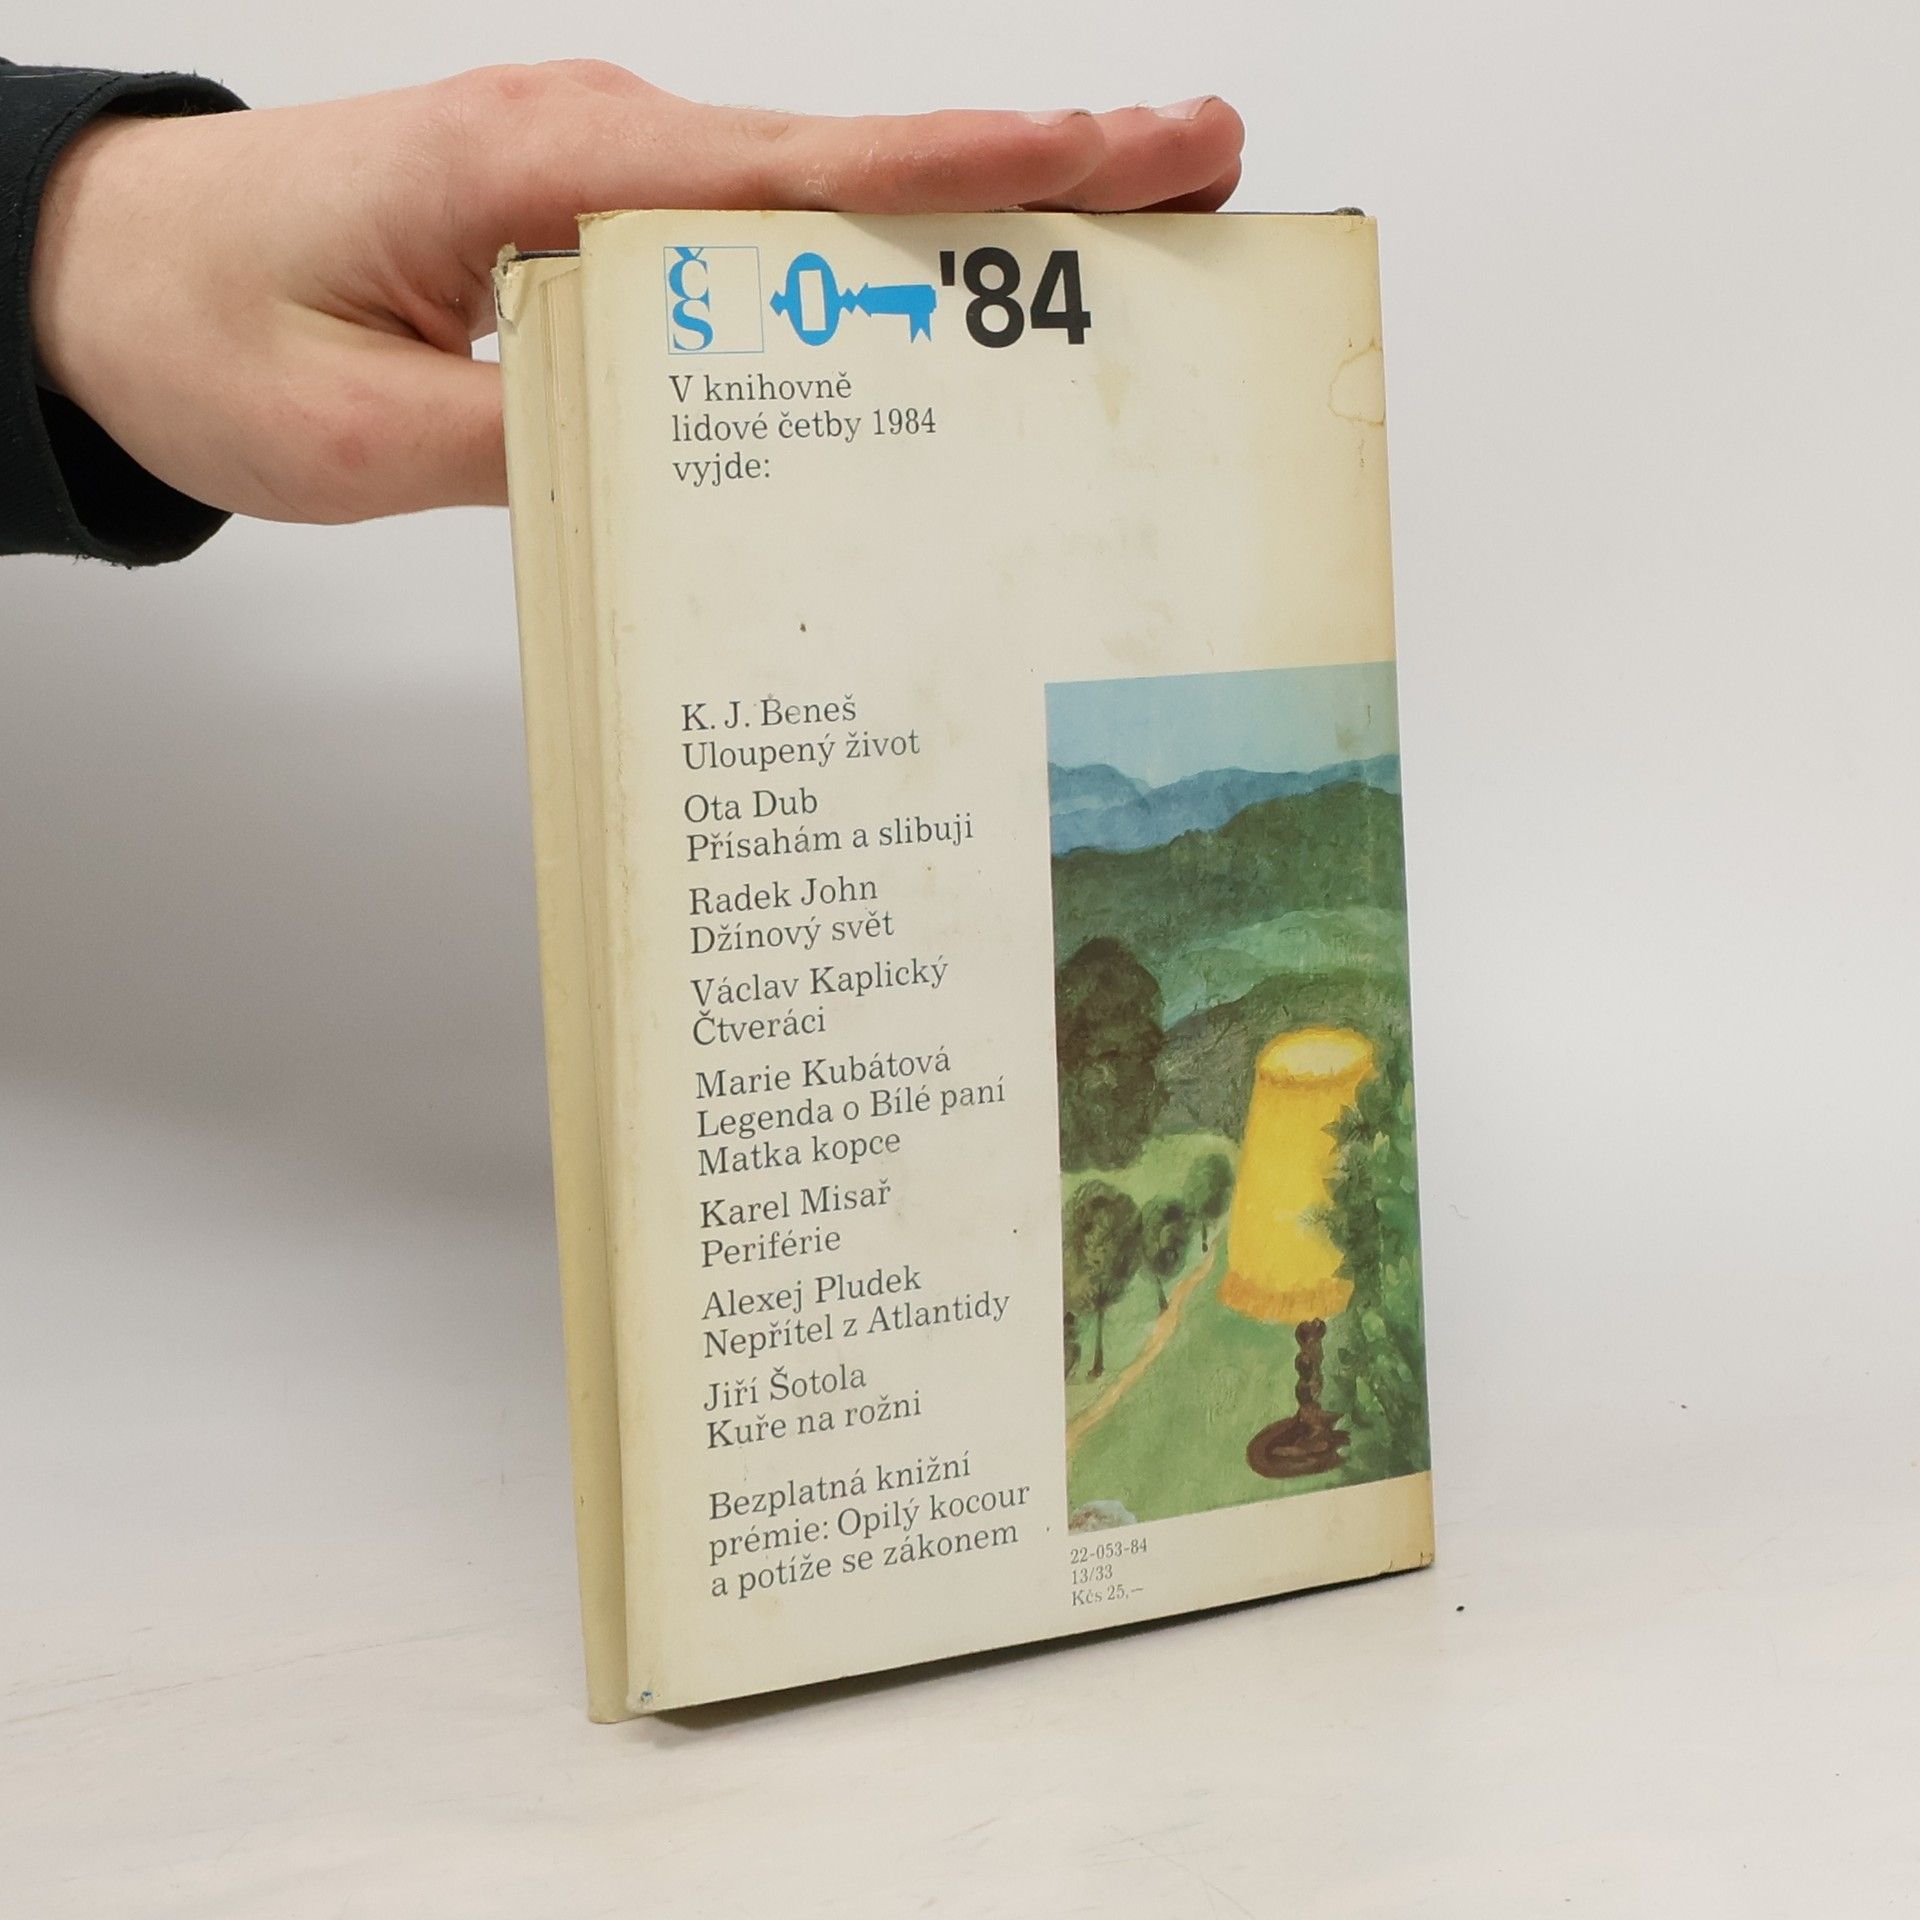 ČS
'84
V knihovně
lidové četby 1984
vyjde:
K. J. Beneš
Uloupený život
Ota Dub
Přísahám a slibuji
Radek John
Džínový svět
Václav Kaplický
Čtveráci
Marie Kubátová
Legenda o Bílé paní
Matka kopce
Karel Misař
Periférie
Alexej Pludek
Nepřítel z Atlantidy
Jiří Šotola
Kuře na rožni
Bezplatná knižní
prémie: Opilý kocour
a potíže se zákonem
22-053-84
13/33
Kčs 25,—